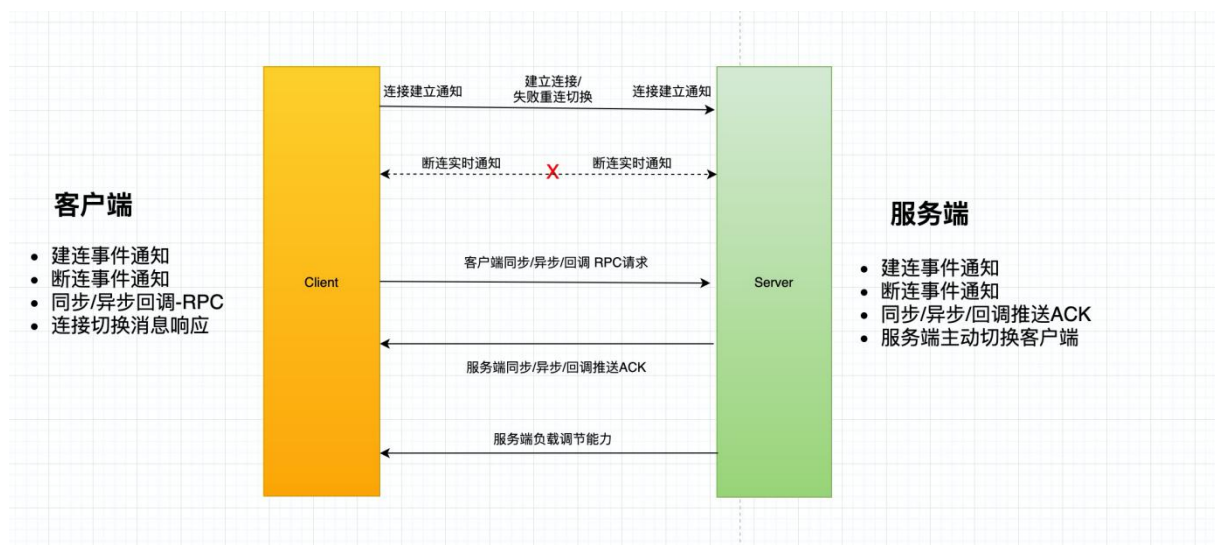 连接建立通知
建立连接/
失败重连切换
连接建立通知
断连实时通知
X
断连实时通知
客户端
建连事件通知
断连事件通知
同步/异步回调-RPC
连接切换消息响应
Client
客户端同步/异步/回调 RPC请求
服务端同步/异步/回调推送ACK
服务端负载调节能力
Server
服务端
建连事件通知
断连事件通知
同步/异步/回调推送ACK
服务端主动切换客户端